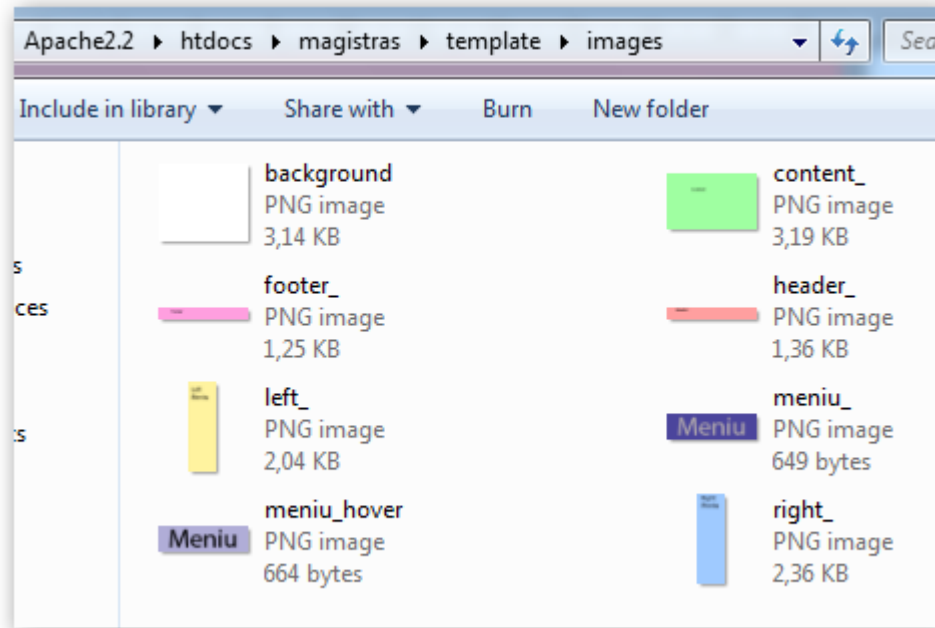 Apache2.2 htdocs magistras template images
Sea
Include in library Share with Burn New folder
background
PNG image
3,14 KB
content_
PNG image
3,19 KB
s
ces
footer_
PNG image
1,25 KB
header_
PNG image
1,36 KB
left_
PNG image
2,04 KB
Meniu
meniu_
PNG image
649 bytes
ts
Meniu
meniu_hover
PNG image
664 bytes
right_
PNG image
2,36 KB